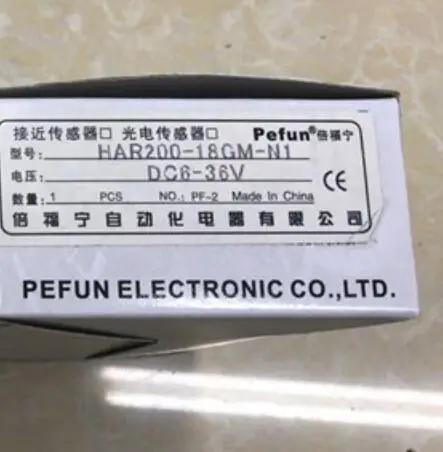 接近传感器□ 光电传感器□ Pefun®倍福宁
型号: HAR200-18GM-N1
电压: DC6-36V
数量: 1 PCS NO.: PF-2 Made In China
CE
倍福宁自动化电器有限公司
PEFUN ELECTRONIC CO.,LTD.